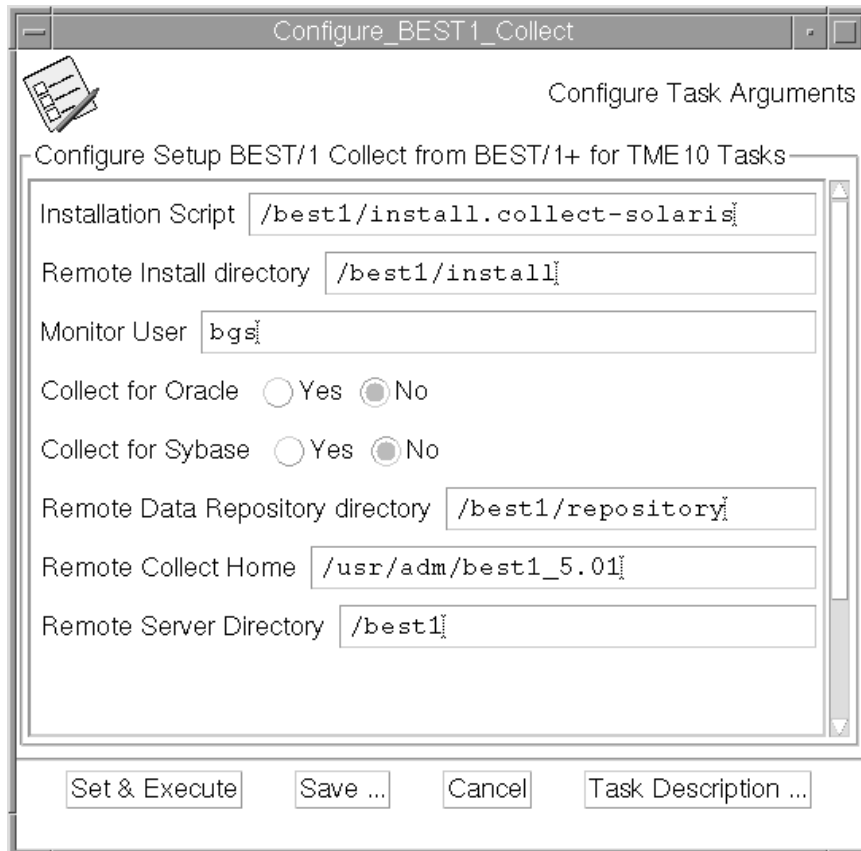 Configure_BEST1_Collect
Configure Task Arguments
Configure Setup BEST/1 Collect from BEST/1+ for TME10 Tasks
Installation Script /best1/install.collect-solaris
Remote Install directory /best1/install
Monitor User bgs
Collect for Oracle Yes No
Collect for Sybase Yes No
Remote Data Repository directory /best1/repository
Remote Collect Home /usr/adm/best1_5.01
Remote Server Directory /best1
Set & Execute Save ... Cancel Task Description ...